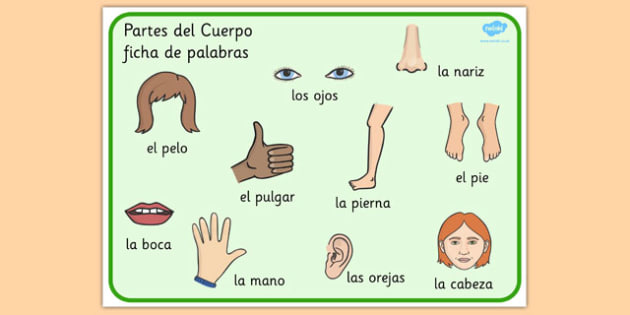 Partes del Cuerpo
ficha de palabras
twinkl
la nariz
los ojos
el pelo
el pulgar
la pierna
el pie
la boca
la mano
las orejas
la cabeza